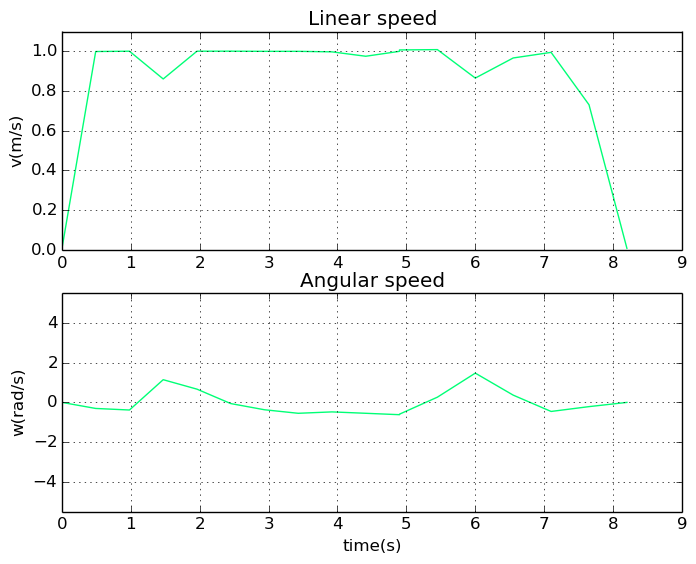 Linear speed
v(m/s)
1.0
0.8
0.6
0.4
0.2
0.0
0 1 2 3 4 5 6 7 8 9
Angular speed
w(rad/s)
4
2
0
−2
−4
0 1 2 3 4 5 6 7 8 9
time(s)